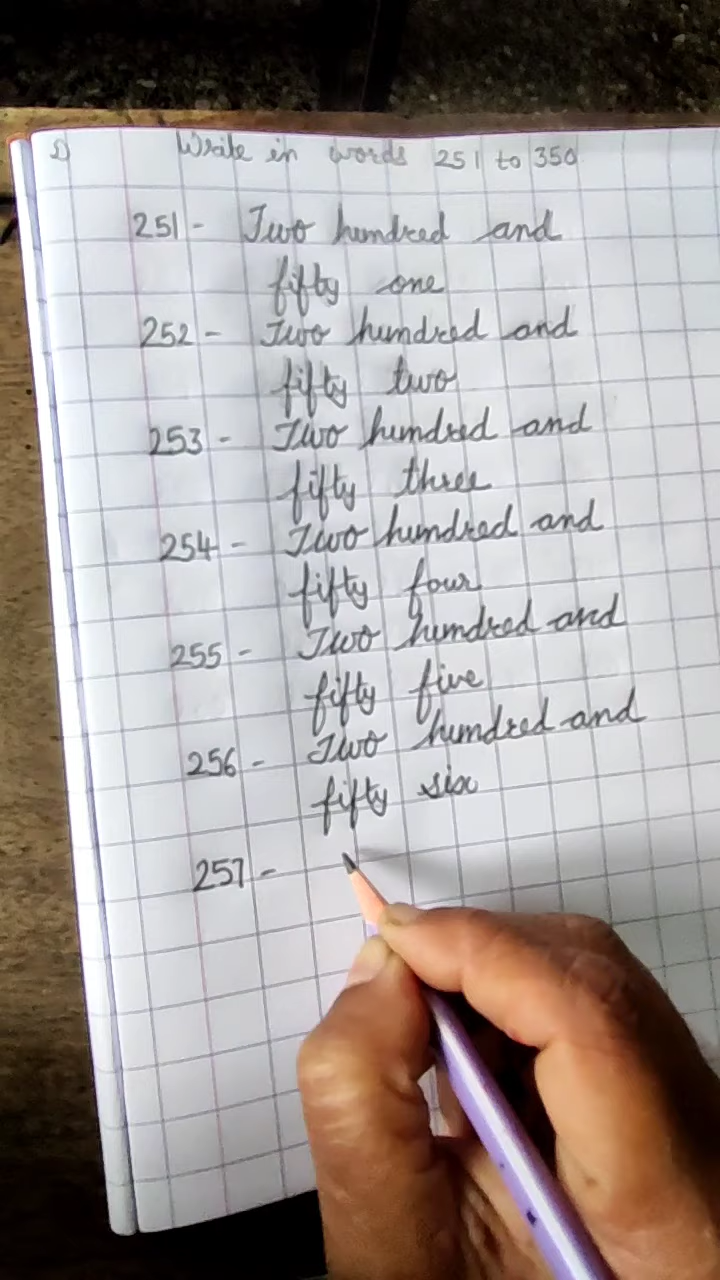 1) Write in words 251 to 350
251 - Two hundred and
fifty one
252 - Two hundred and
fifty two
253 - Two hundred and
fifty three
254 - Two hundred and
fifty four
255 - Two hundred and
fifty five
256 - Two hundred and
fifty six
257 -